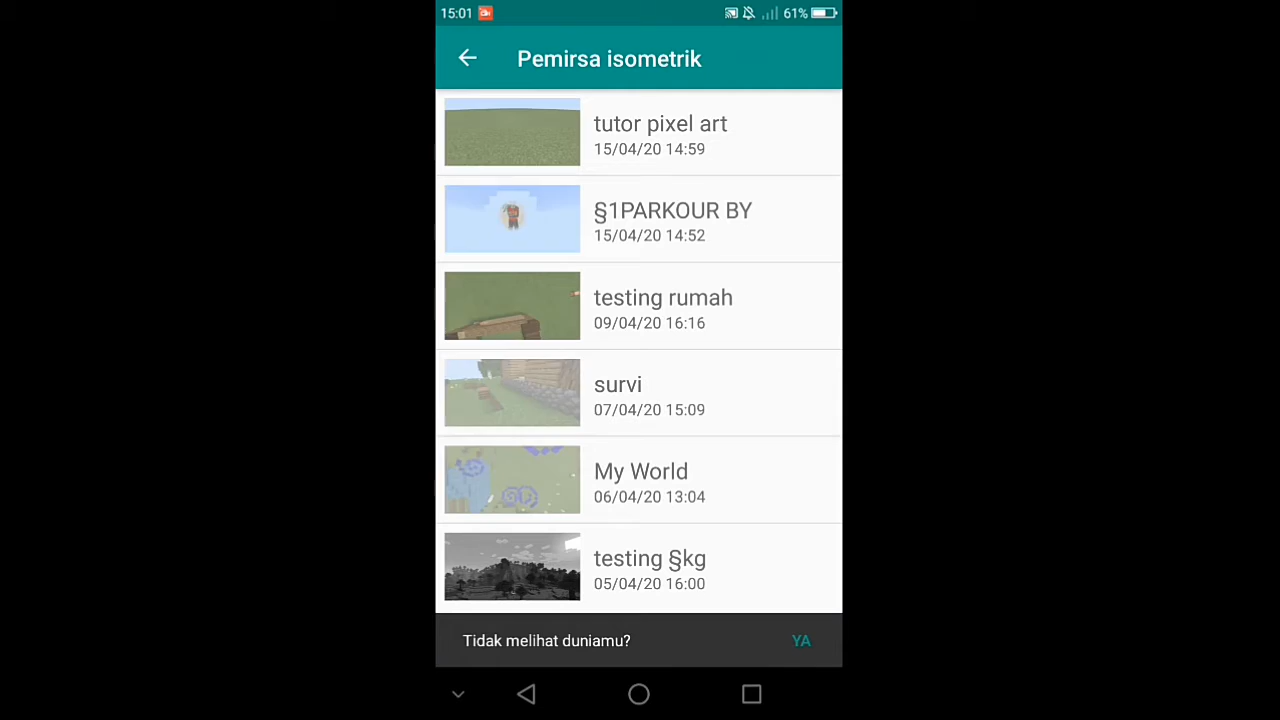 15:01
61%
Pemirsa isometrik
tutor pixel art
15/04/20 14:59
§1PARKOUR BY
15/04/20 14:52
testing rumah
09/04/20 16:16
survi
07/04/20 15:09
My World
06/04/20 13:04
testing §kg
05/04/20 16:00
Tidak melihat duniamu?
YA